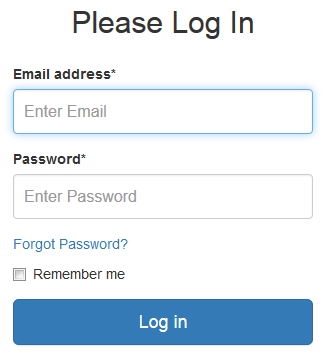 Please Log In
Email address*
Enter Email
Password*
Enter Password
Forgot Password?
Remember me
Log in